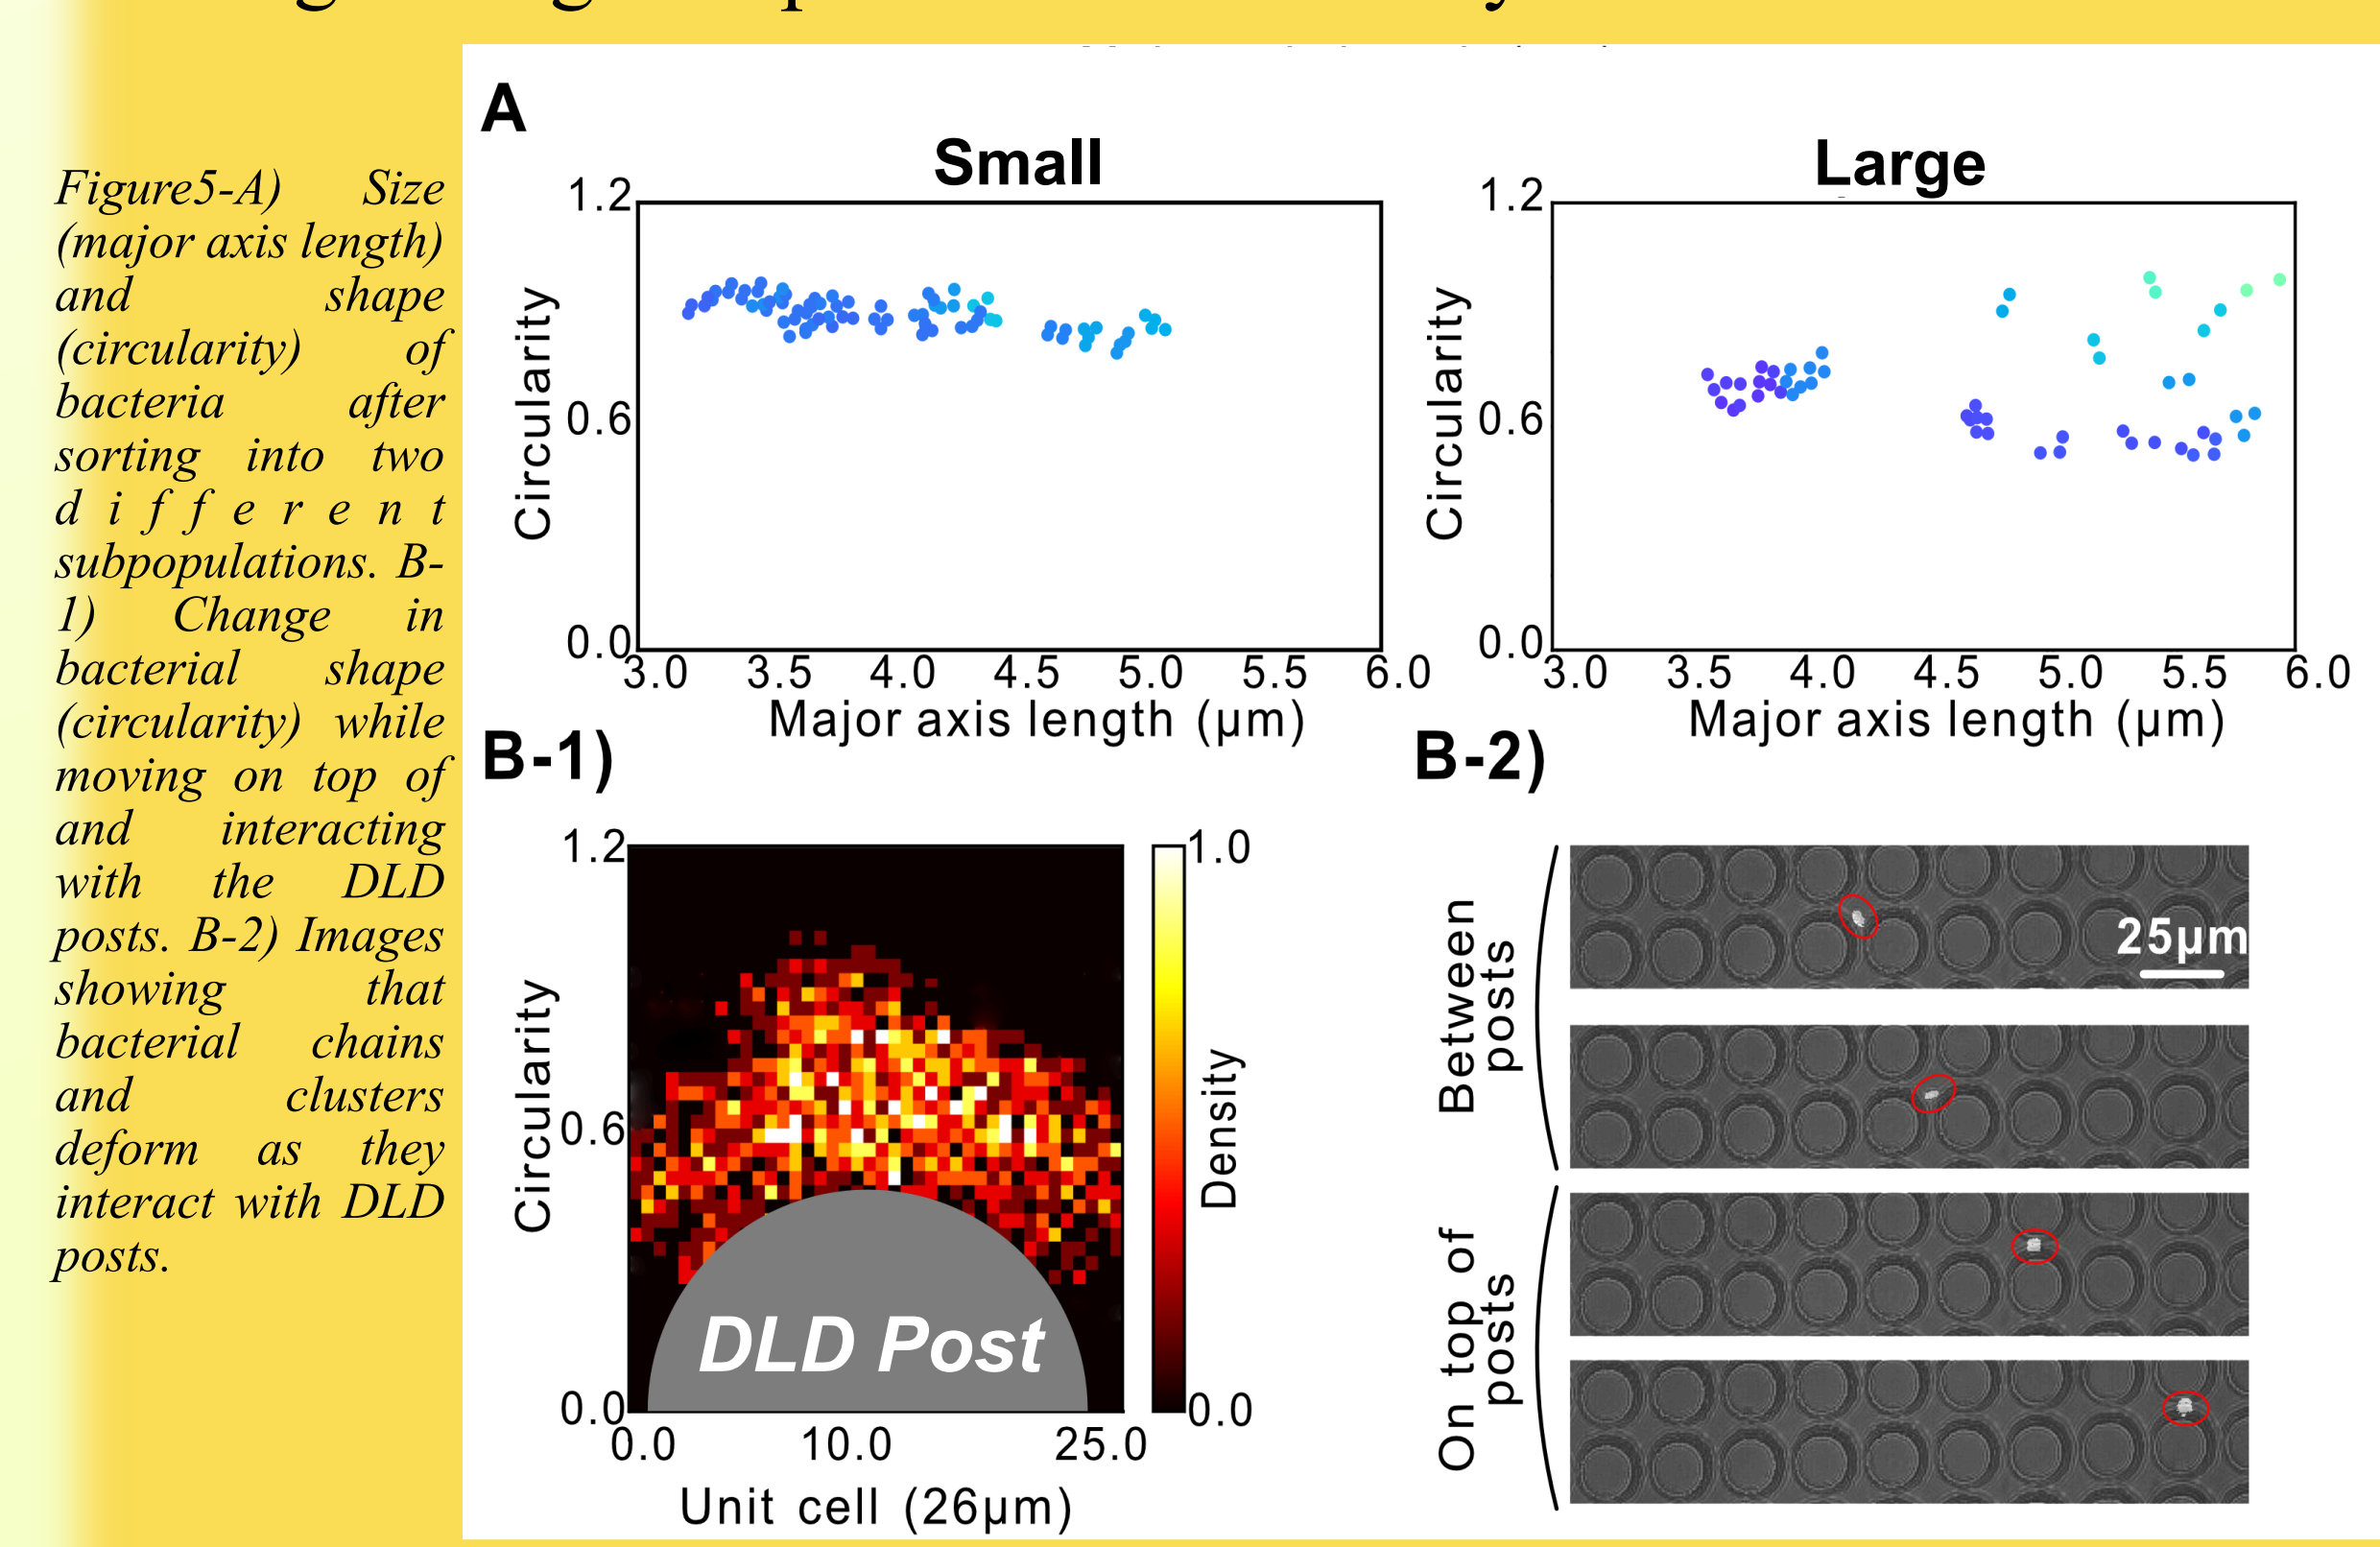 Figure5-A) Size
(major axis length)
and shape
(circularity) of
bacteria after
sorting into two
different
subpopulations. B-
1) Change in
bacterial shape
(circularity) while
moving on top of
and interacting
with the DLD
posts. B-2) Images
showing that
bacterial chains
and clusters
deform as they
interact with DLD
posts.
A
Small
1.2
0.6
0.0
Circularity
3.0 3.5 4.0 4.5 5.0 5.5 6.0
Major axis length (μm)
Large
1.2
0.6
0.0
Circularity
3.0 3.5 4.0 4.5 5.0 5.5 6.0
Major axis length (μm)
B-1)
1.2
0.6
0.0
Circularity
DLD Post
0.0 10.0 25.0
Unit cell (26μm)
1.0
0.0
Density
B-2)
Between
posts
25μm
On top of
posts